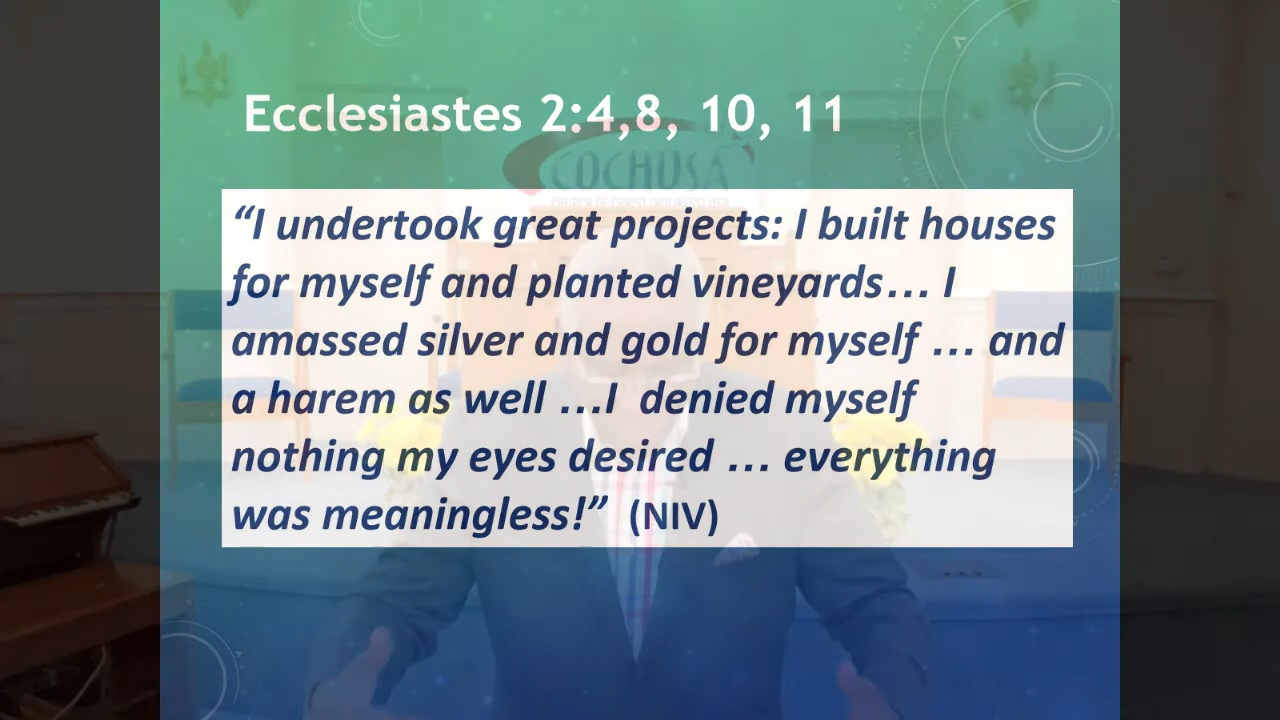 Ecclesiastes 2:4,8, 10, 11
COCHUSA
“I undertook great projects: I built houses
for myself and planted vineyards… I
amassed silver and gold for myself … and
a harem as well …I  denied myself
nothing my eyes desired … everything
was meaningless!”  (NIV)